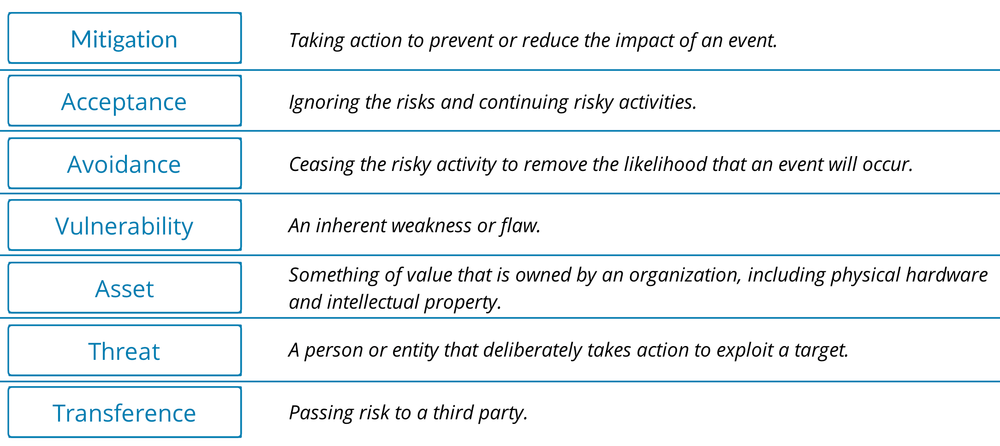 Mitigation
Taking action to prevent or reduce the impact of an event.
Acceptance
Ignoring the risks and continuing risky activities.
Avoidance
Ceasing the risky activity to remove the likelihood that an event will occur.
Vulnerability
An inherent weakness or flaw.
Asset
Something of value that is owned by an organization, including physical hardware
and intellectual property.
Threat
A person or entity that deliberately takes action to exploit a target.
Transference
Passing risk to a third party.